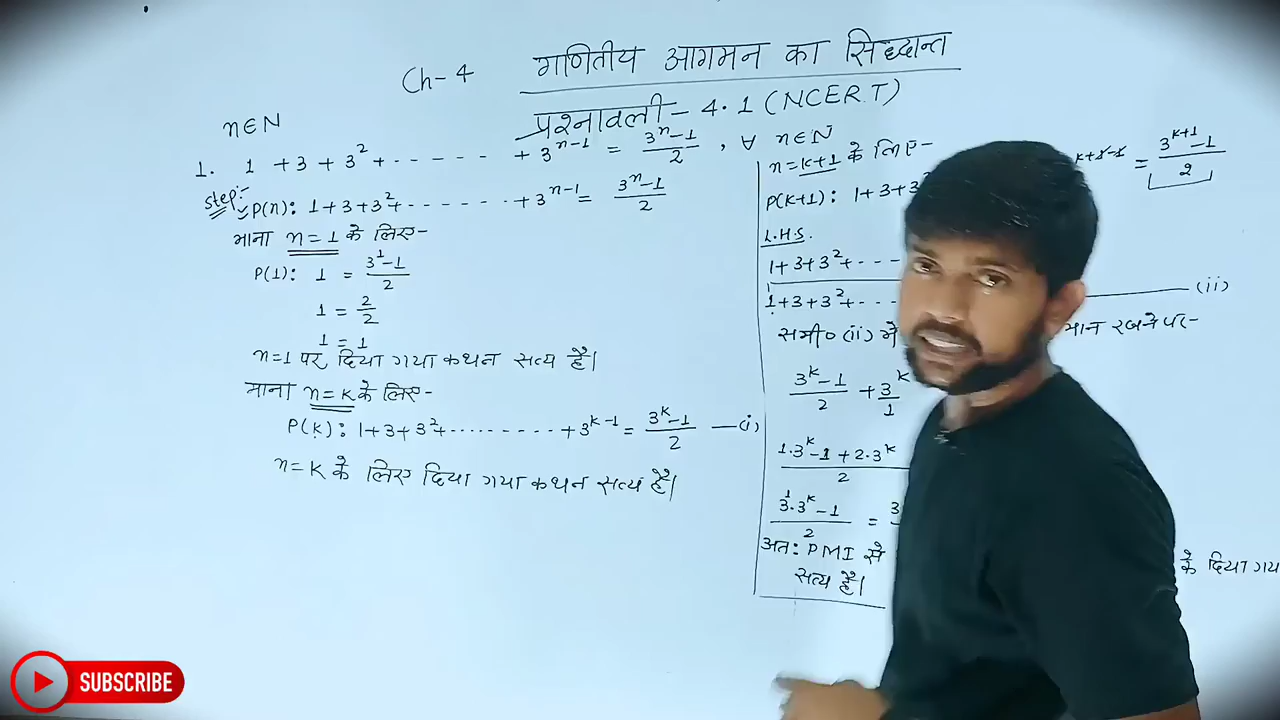 Ch-4 गणितीय आगमन का सिद्धान्त
प्रश्नावली - 4.1 (NCERT)
n∈N
1. 1 + 3 + 3² + ------ + 3ⁿ⁻¹ = (3ⁿ-1)/2 , ∀ n∈N
step:-
P(n): 1+3+3²+ ------ + 3ⁿ⁻¹ = (3ⁿ-1)/2
माना n=1 के लिए-
P(1): 1 = (3¹-1)/2
1 = 2/2
1 = 1
n=1 पर दिया गया कथन सत्य है।
माना n=k के लिए-
P(k): 1+3+3²+ --------- + 3ᵏ⁻¹ = (3ᵏ-1)/2 —(i)
n=k के लिए दिया गया कथन सत्य है।
n=k+1 के लिए-
P(k+1): 1+3+3 k+1-1 = (3ᵏ⁺¹-1)/2
L.H.S.
1+3+3²+ ---
1+3+3²+ --- —(ii)
समी० (ii) में मान रखने पर-
(3ᵏ-1)/2 + 3ᵏ/1
(1·3ᵏ-1+2·3ᵏ)/2
(3¹·3ᵏ-1)/2 = 3
अत: PMI से के दिया गया
सत्य है।
SUBSCRIBE